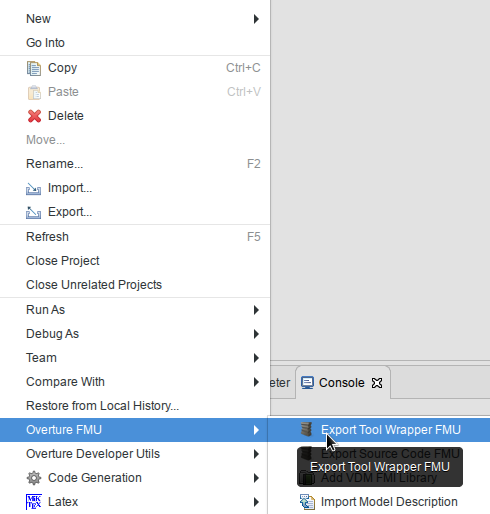 New
Go Into
Copy Ctrl+C
Paste Ctrl+V
Delete
Move...
Rename... F2
Import...
Export...
Refresh F5
Close Project
Close Unrelated Projects
Run As
Debug As
Team
Compare With
Restore from Local History...
Overture FMU
Overture Developer Utils
Code Generation
Latex
eter
Console
Export Tool Wrapper FMU
Export Source Code FMU
Export Tool Wrapper FMU
Add VDM FMI Library
Import Model Description